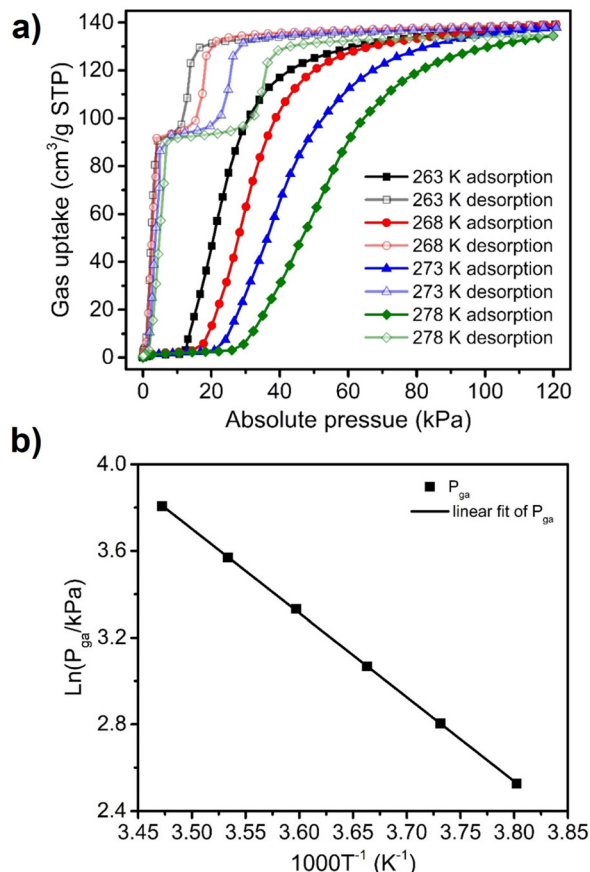 a)
Gas uptake (cm³/g STP)
140
120
100
80
60
40
20
0
263 K adsorption
263 K desorption
268 K adsorption
268 K desorption
273 K adsorption
273 K desorption
278 K adsorption
278 K desorption
0 20 40 60 80 100 120
Absolute pressue (kPa)
b)
Ln(P_ga/kPa)
4.0
3.6
3.2
2.8
2.4
P_ga
linear fit of P_ga
3.45 3.50 3.55 3.60 3.65 3.70 3.75 3.80 3.85
1000T⁻¹ (K⁻¹)